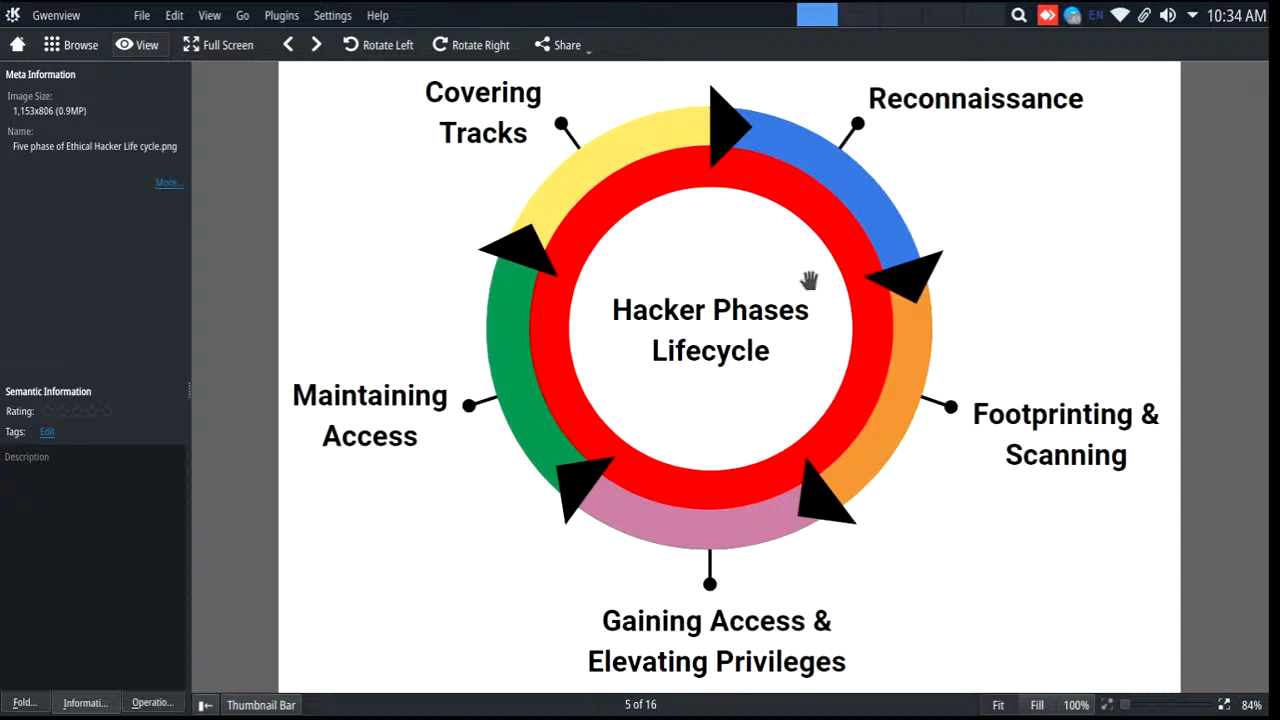 Gwenview File Edit View Go Plugins Settings Help EN 10:34 AM
Browse View Full Screen Rotate Left Rotate Right Share
Meta Information
Image Size:
1,153x806 (0.9MP)
Name:
Five phase of Ethical Hacker Life cycle.png
More...
Semantic Information
Rating:
Tags: Edit
Description
Covering
Tracks
Reconnaissance
Hacker Phases
Lifecycle
Maintaining
Access
Footprinting &
Scanning
Gaining Access &
Elevating Privileges
Fold... Informati... Operatio... Thumbnail Bar 5 of 16 Fit Fill 100% 84%